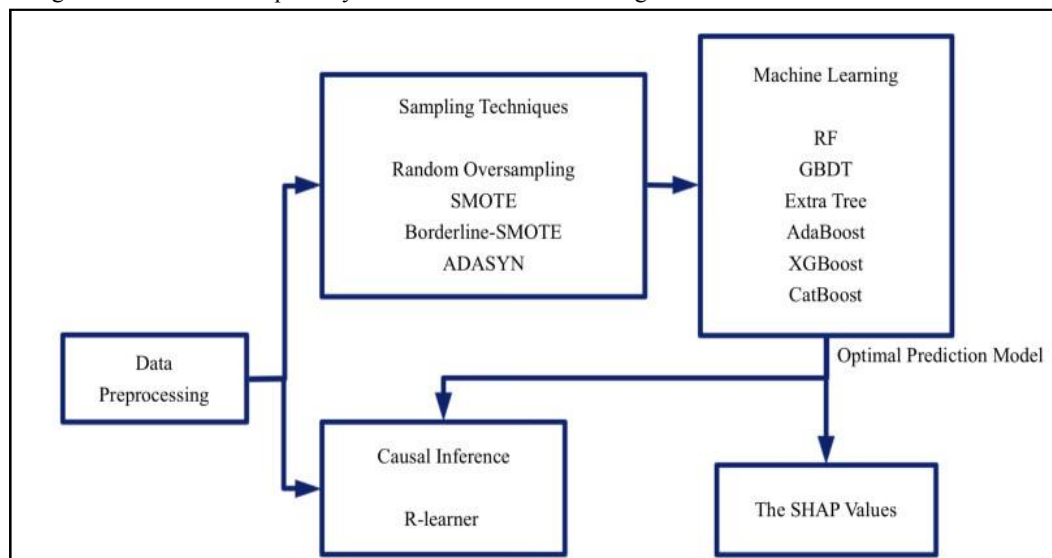 Sampling Techniques
Random Oversampling
SMOTE
Borderline-SMOTE
ADASYN
Machine Learning
RF
GBDT
Extra Tree
AdaBoost
XGBoost
CatBoost
Optimal Prediction Model
Data
Preprocessing
Causal Inference
R-learner
The SHAP Values